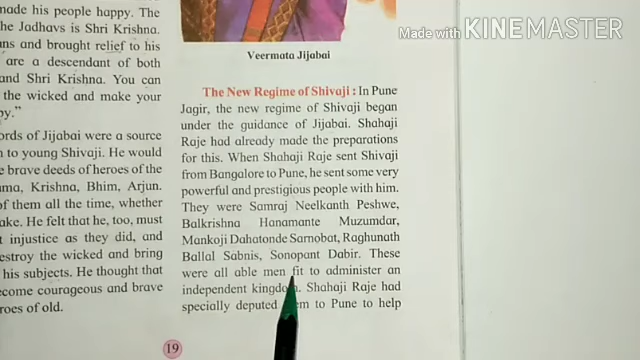 nade his people happy. The
he Jadhavs is Shri Krishna.
ns and brought relief to his
are a descendant of both
and Shri Krishna. You can
the wicked and make your
py."
ords of Jijabai were a source
n to young Shivaji. He would
e brave deeds of heroes of the
ma, Krishna, Bhim, Arjun.
of them all the time, whether
ake. He felt that he, too, must
t injustice as they did, and
estroy the wicked and bring
his subjects. He thought that
ecome courageous and brave
roes of old.
Veermata Jijabai
The New Regime of Shivaji : In Pune
Jagir, the new regime of Shivaji began
under the guidance of Jijabai. Shahaji
Raje had already made the preparations
for this. When Shahaji Raje sent Shivaji
from Bangalore to Pune, he sent some very
powerful and prestigious people with him.
They were Samraj Neelkanth Peshwe,
Balkrishna Hanamante Muzumdar,
Mankoji Dahatonde Sarnobat, Raghunath
Ballal Sabnis, Sonopant Dabir. These
were all able men fit to administer an
independent kingdom. Shahaji Raje had
specially deputed them to Pune to help
19
Made with KINEMASTER